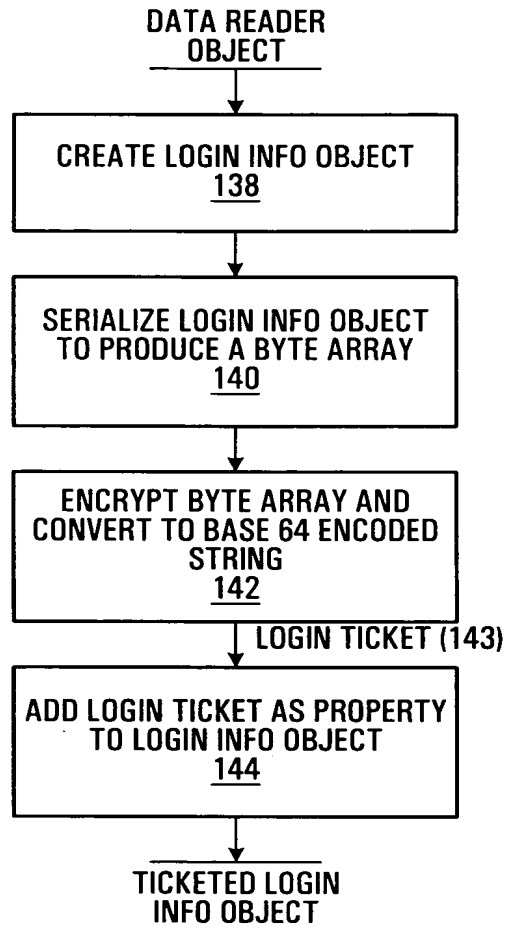 DATA READER
OBJECT
CREATE LOGIN INFO OBJECT
138
SERIALIZE LOGIN INFO OBJECT
TO PRODUCE A BYTE ARRAY
140
ENCRYPT BYTE ARRAY AND
CONVERT TO BASE 64 ENCODED
STRING
142
LOGIN TICKET (143)
ADD LOGIN TICKET AS PROPERTY
TO LOGIN INFO OBJECT
144
TICKETED LOGIN
INFO OBJECT